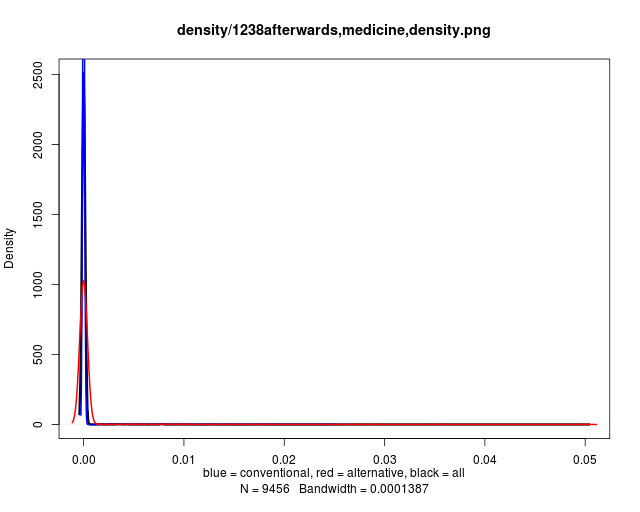 density/1238afterwards,medicine,density.png
Density
2500
2000
1500
1000
500
0
0.00 0.01 0.02 0.03 0.04 0.05
blue = conventional, red = alternative, black = all
N = 9456 Bandwidth = 0.0001387